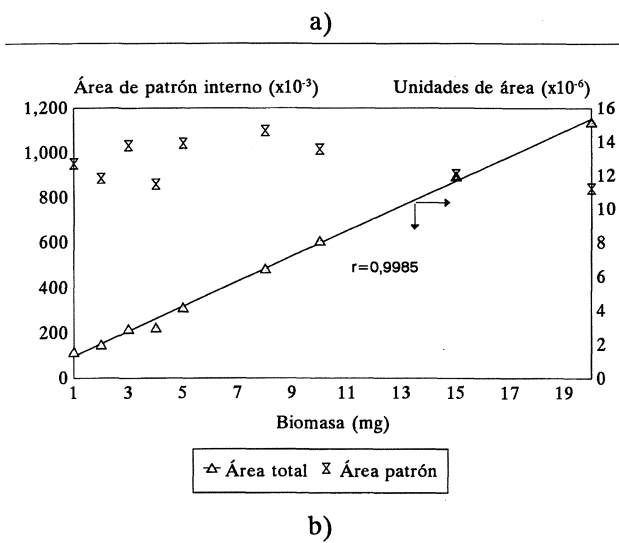 a)
Área de patrón interno (x10-3) Unidades de área (x10-6)
1,200 16
1,000 14
800 12
600 10
400 8
200 6
0 4
2
0
r=0,9985
1 3 5 7 9 11 13 15 17 19
Biomasa (mg)
Área total Área patrón
b)